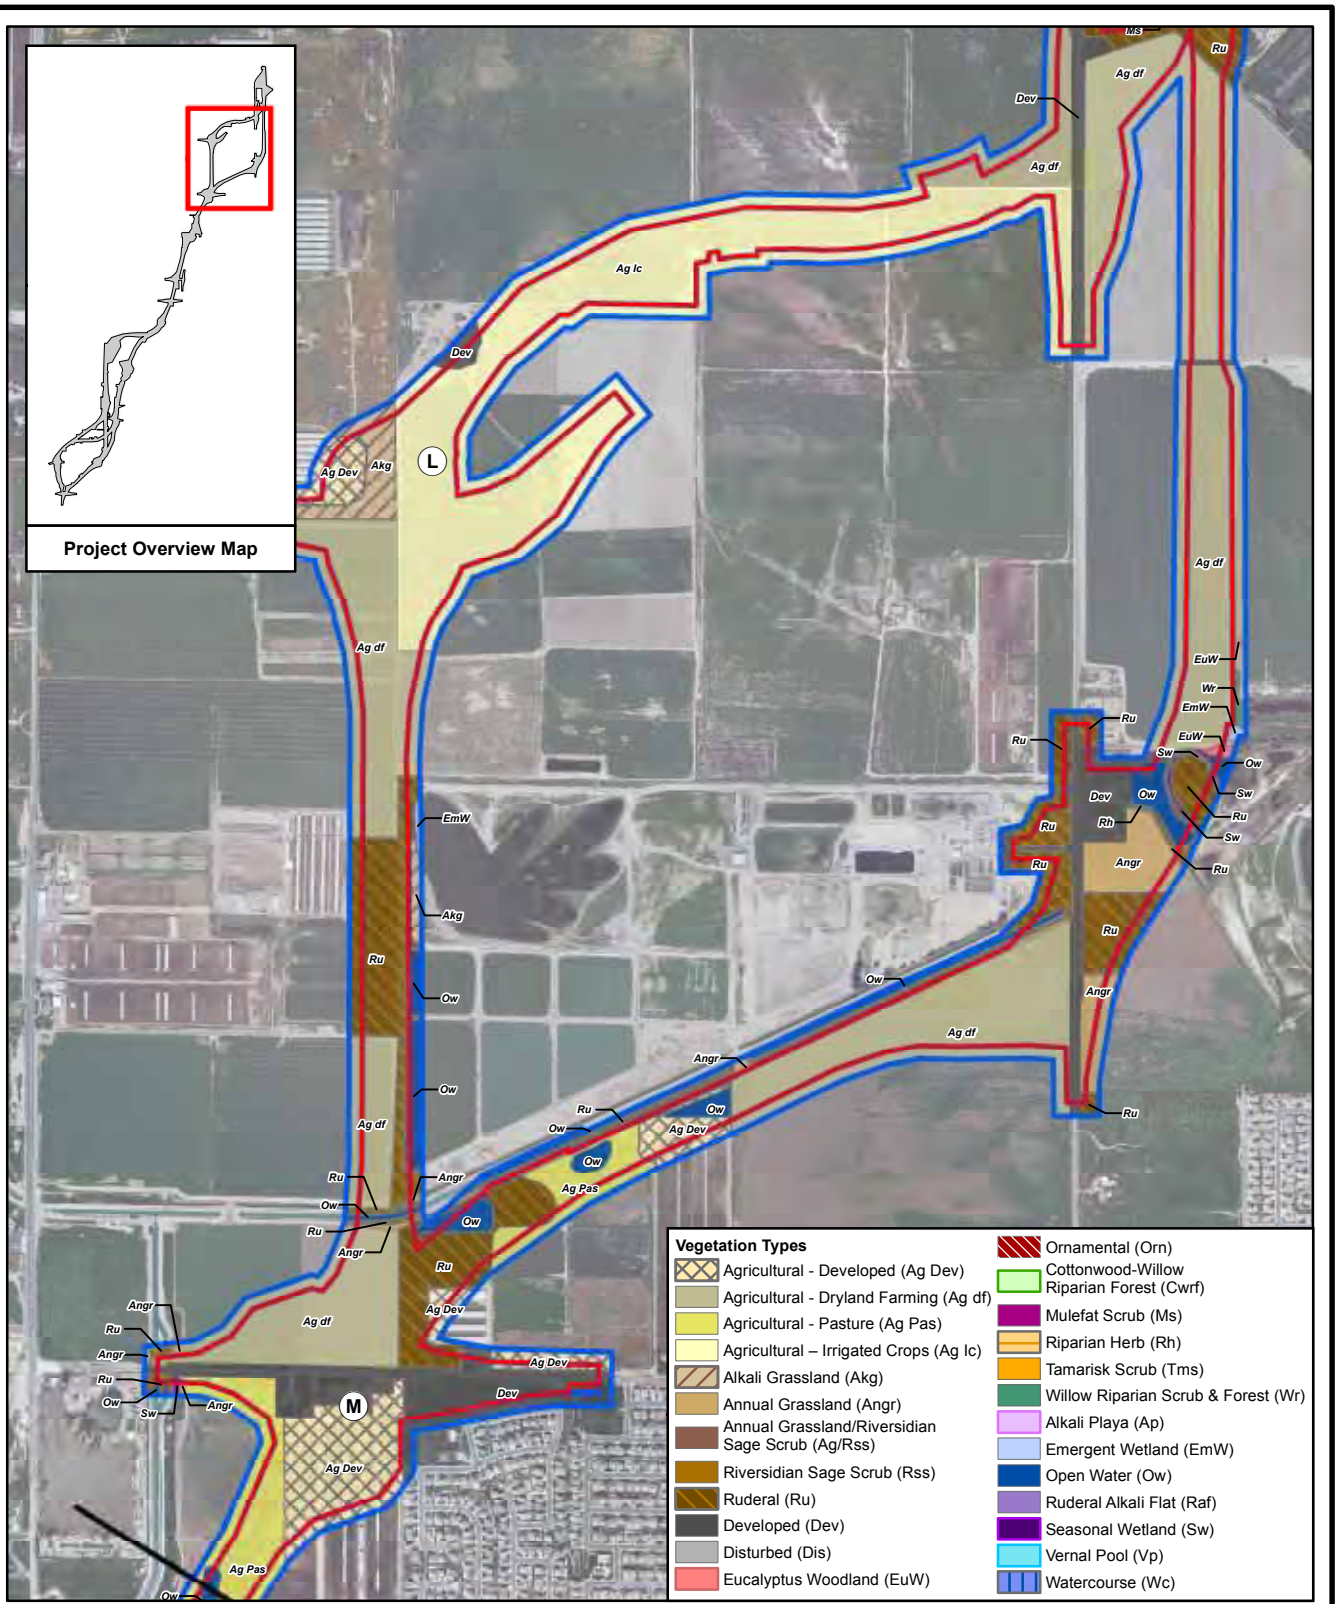 Project Overview Map
Ms
Ru
Ag df
Dev
Ag df
Ag Ic
Dev
Ag Dev
Akg
L
Ag df
Ag df
EuW
Wr
EmW
EuW
Ru
Ru
Sw
Ow
Dev
Ow
Sw
Rh
Ru
Ru
Sw
EmW
Ru
Angr
Ru
Akg
Ru
Ru
Ow
Angr
Ow
Ag df
Angr
Ow
Ru
Ow
Ru
Ag df
Ow
Ag Dev
Ow
Ru
Angr
Ag Pas
Ow
Ru
Ow
Angr
Ru
Angr
Ag Dev
Ag df
Ru
Angr
Ag Dev
Ru
Dev
Ow
Sw
Angr
M
Ag Dev
Ag Pas
Ow
Vegetation Types
Agricultural - Developed (Ag Dev)
Agricultural - Dryland Farming (Ag df)
Agricultural - Pasture (Ag Pas)
Agricultural – Irrigated Crops (Ag Ic)
Alkali Grassland (Akg)
Annual Grassland (Angr)
Annual Grassland/Riversidian
Sage Scrub (Ag/Rss)
Riversidian Sage Scrub (Rss)
Ruderal (Ru)
Developed (Dev)
Disturbed (Dis)
Eucalyptus Woodland (EuW)
Ornamental (Orn)
Cottonwood-Willow
Riparian Forest (Cwrf)
Mulefat Scrub (Ms)
Riparian Herb (Rh)
Tamarisk Scrub (Tms)
Willow Riparian Scrub & Forest (Wr)
Alkali Playa (Ap)
Emergent Wetland (EmW)
Open Water (Ow)
Ruderal Alkali Flat (Raf)
Seasonal Wetland (Sw)
Vernal Pool (Vp)
Watercourse (Wc)